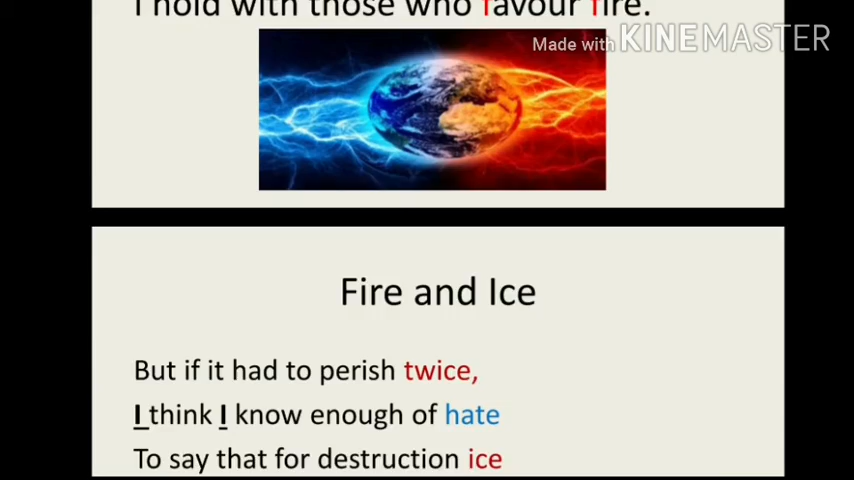 I hold with those who favour fire.
Made with KINEMASTER
Fire and Ice
But if it had to perish twice,
I think I know enough of hate
To say that for destruction ice